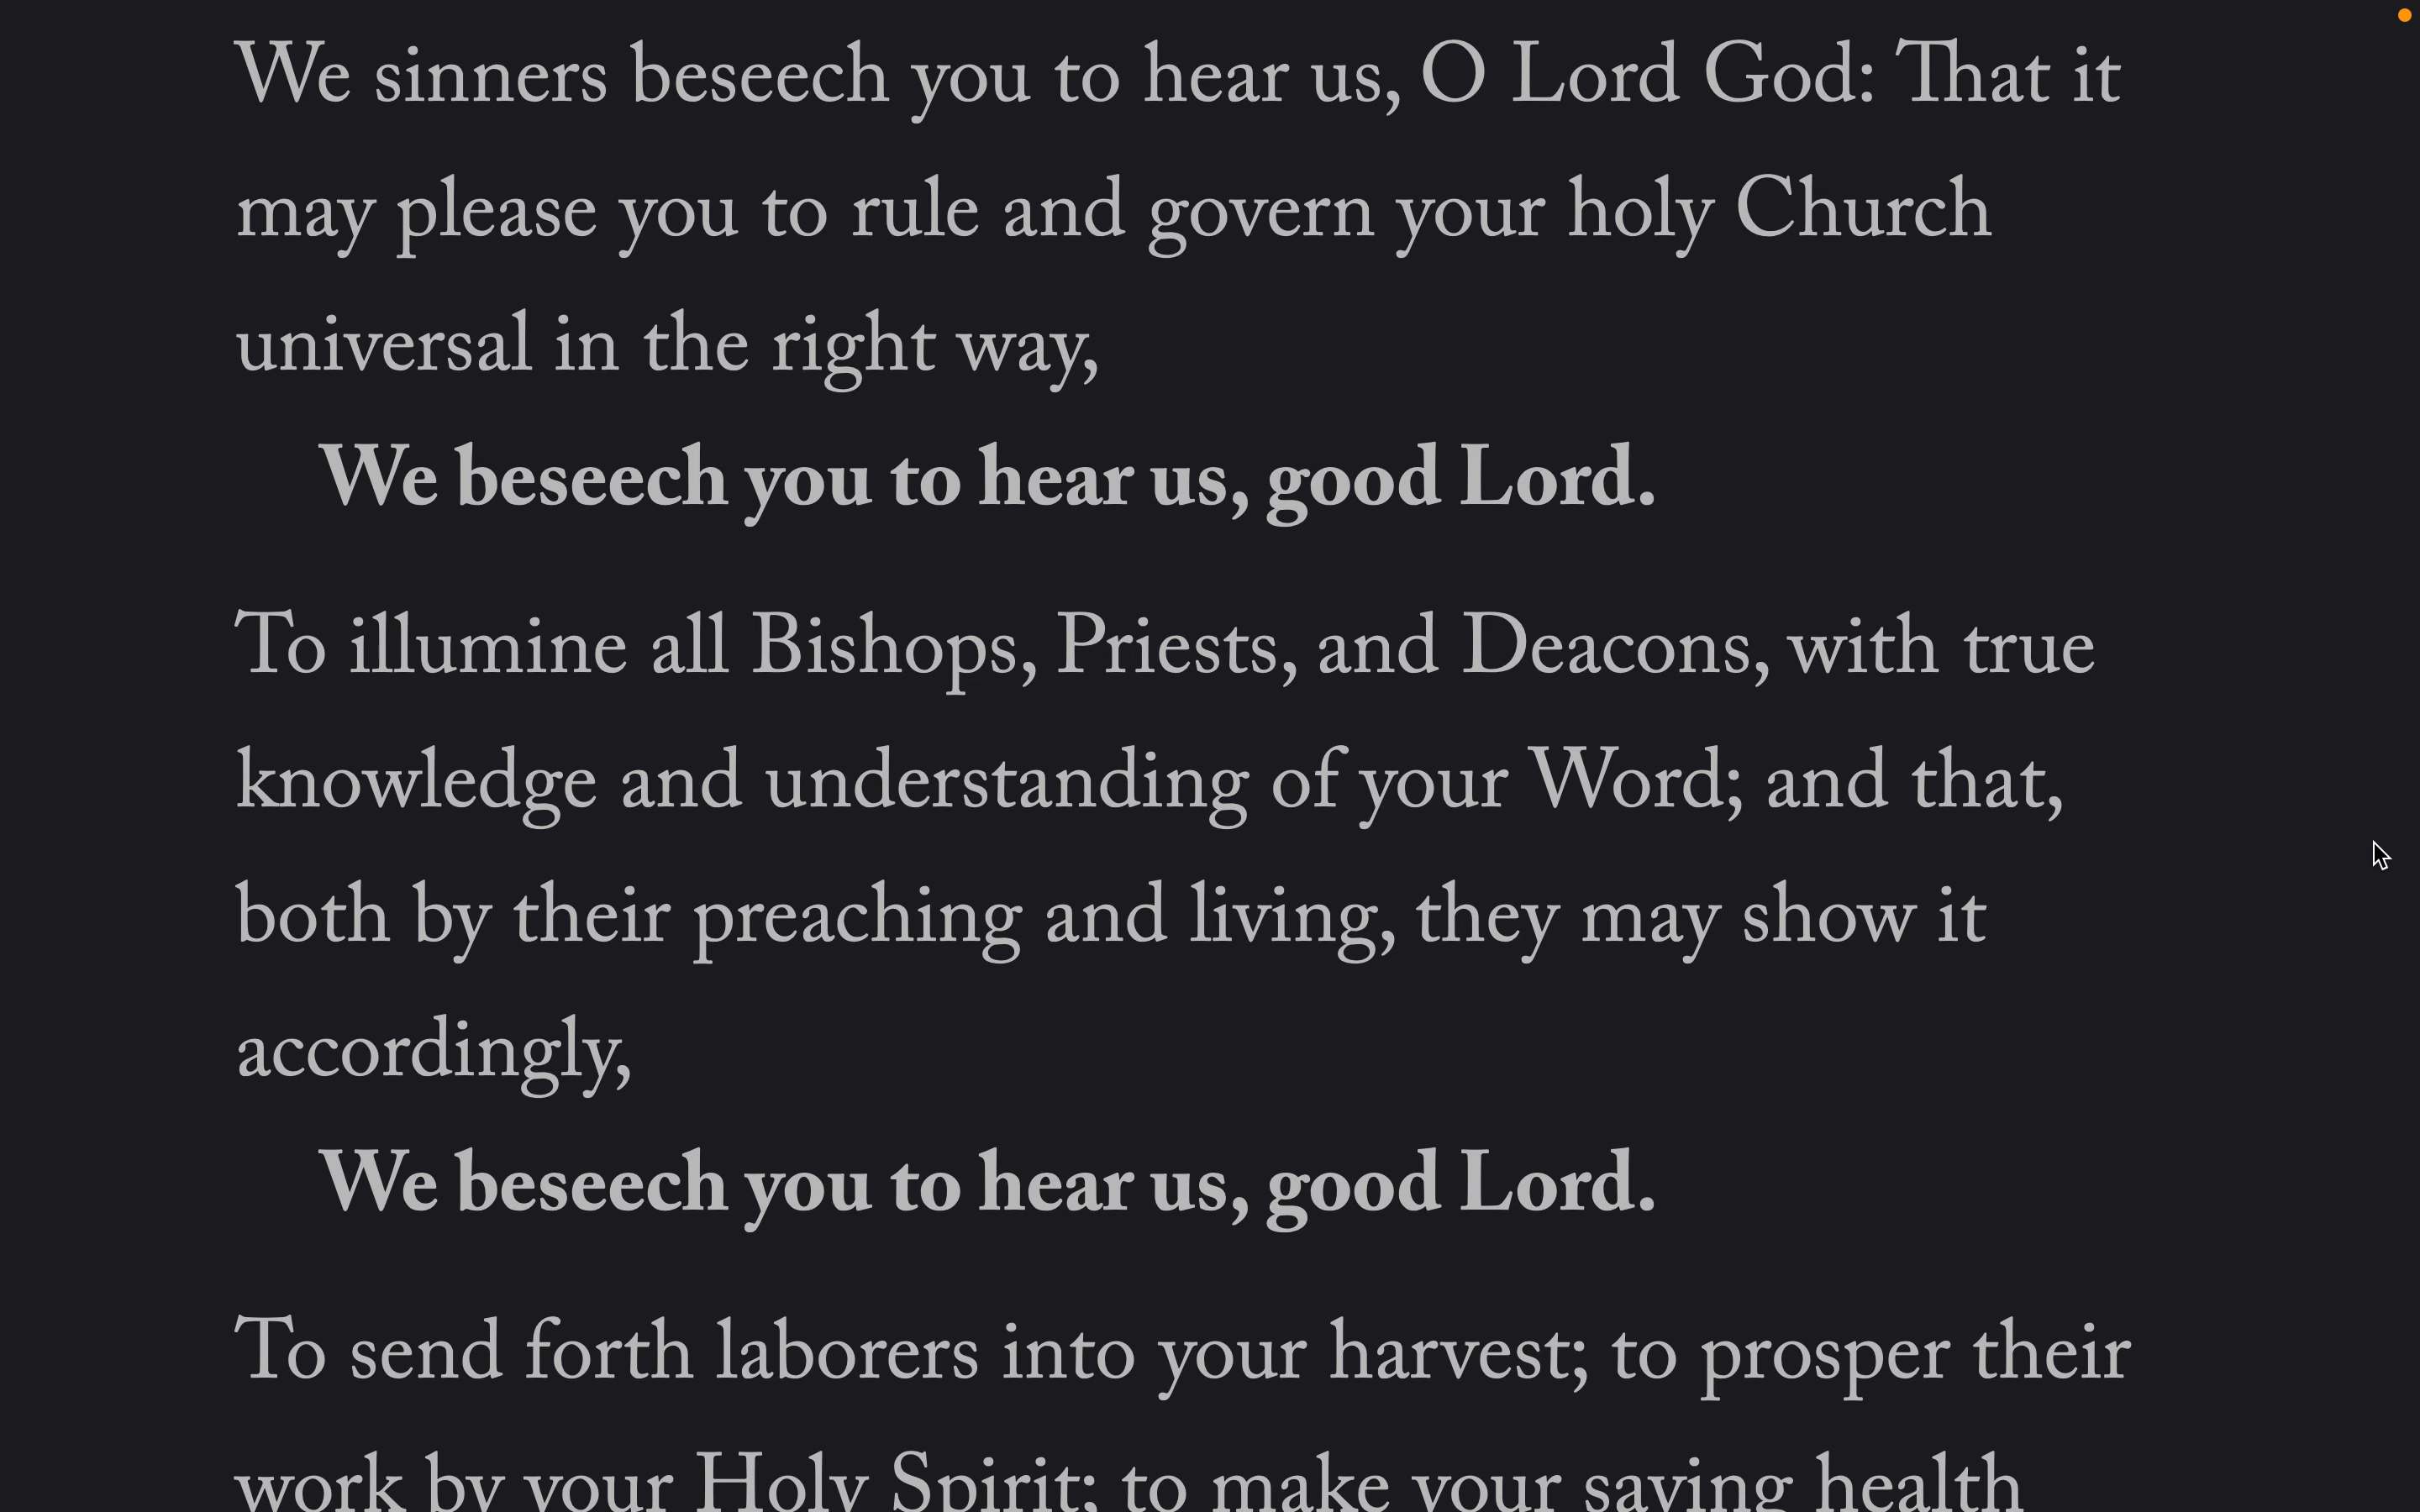 We sinners beseech you to hear us, O Lord God: That it
may please you to rule and govern your holy Church
universal in the right way,
We beseech you to hear us, good Lord.
To illumine all Bishops, Priests, and Deacons, with true
knowledge and understanding of your Word; and that,
both by their preaching and living, they may show it
accordingly,
We beseech you to hear us, good Lord.
To send forth laborers into your harvest; to prosper their
work by your Holy Spirit; to make your saving health